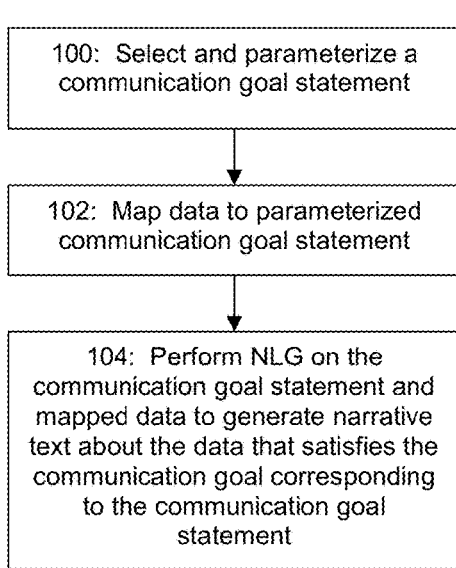 100: Select and parameterize a
communication goal statement
102: Map data to parameterized
communication goal statement
104: Perform NLG on the
communication goal statement and
mapped data to generate narrative
text about the data that satisfies the
communication goal corresponding
to the communication goal
statement